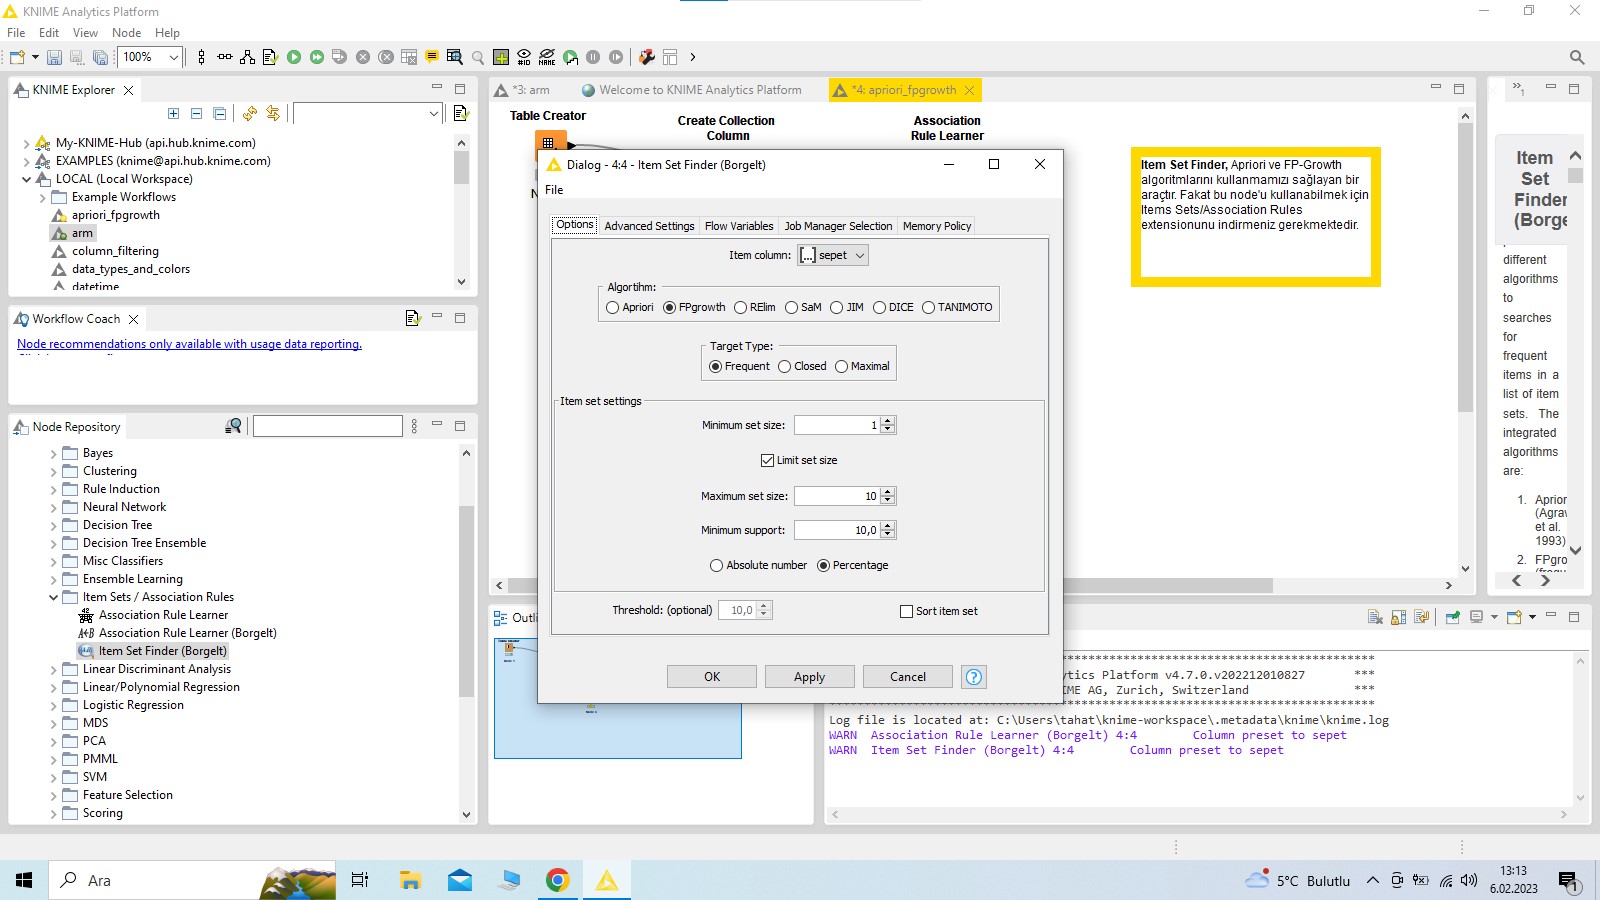 KNIME Analytics Platform
File Edit View Node Help
100%
#ID
NAME
KNIME Explorer
My-KNIME-Hub (api.hub.knime.com)
EXAMPLES (knime@api.hub.knime.com)
LOCAL (Local Workspace)
Example Workflows
apriori_fpgrowth
arm
column_filtering
data_types_and_colors
datetime
Workflow Coach
Node recommendations only available with usage data reporting.
Node Repository
Bayes
Clustering
Rule Induction
Neural Network
Decision Tree
Decision Tree Ensemble
Misc Classifiers
Ensemble Learning
Item Sets / Association Rules
Association Rule Learner
Association Rule Learner (Borgelt)
Item Set Finder (Borgelt)
Linear Discriminant Analysis
Linear/Polynomial Regression
Logistic Regression
MDS
PCA
PMML
SVM
Feature Selection
Scoring
*3: arm
Welcome to KNIME Analytics Platform
*4: apriori_fpgrowth
Table Creator
Create Collection
Column
Association
Rule Learner
N
Item Set Finder, Apriori ve FP-Growth
algoritmlarını kullanmamızı sağlayan bir
araçtır. Fakat bu node'u kullanabilmek için
Items Sets/Association Rules
extensionunu indirmeniz gerekmektedir.
Dialog - 4:4 - Item Set Finder (Borgelt)
File
Options Advanced Settings Flow Variables Job Manager Selection Memory Policy
Item column: [...] sepet
Algortihm:
Apriori FPgrowth RElim SaM JIM DICE TANIMOTO
Target Type:
Frequent Closed Maximal
Item set settings
Minimum set size: 1
Limit set size
Maximum set size: 10
Minimum support: 10,0
Absolute number Percentage
Threshold: (optional) 10,0 Sort item set
OK Apply Cancel ?
Item
Set
Finder
(Borge
different
algorithms
to
searches
for
frequent
items in a
list of item
sets. The
integrated
algorithms
are:
1. Aprior
(Agra
et al.
1993)
2. FPgro
Outli
»1
****************************************
ytics Platform v4.7.0.v202212010827 ***
IME AG, Zurich, Switzerland ***
****************************************
Log file is located at: C:\Users\tahat\knime-workspace\.metadata\knime\knime.log
WARN Association Rule Learner (Borgelt) 4:4 Column preset to sepet
WARN Item Set Finder (Borgelt) 4:4 Column preset to sepet
Ara
5°C Bulutlu
13:13
6.02.2023
1